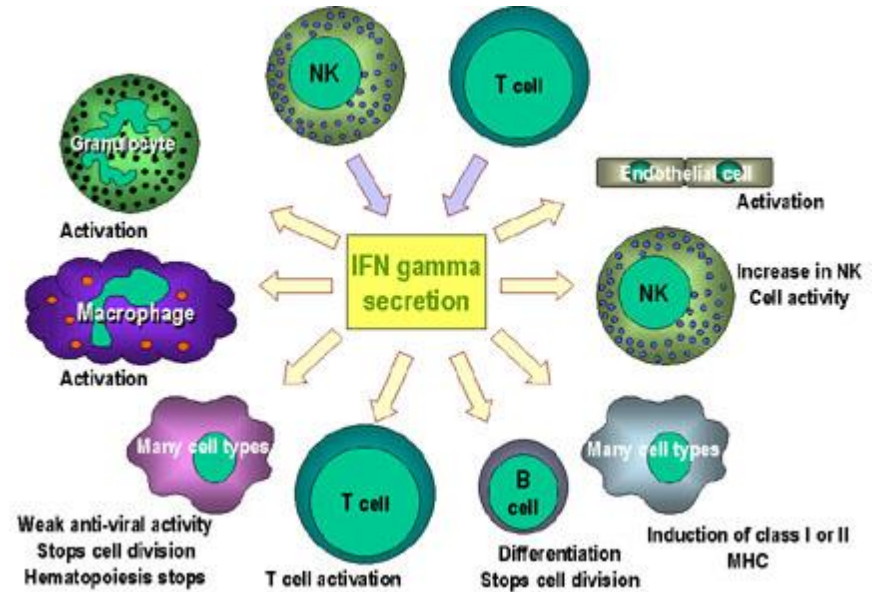 NK
T cell
Granulocyte
Endothelial cell
Activation
Activation
IFN gamma
secretion
NK
Increase in NK
Cell activity
Macrophage
Activation
Many cell types
Many cell types
T cell
B
cell
Weak anti-viral activity
Stops cell division
Hematopoiesis stops
T cell activation
Differentiation
Stops cell division
Induction of class I or II
MHC